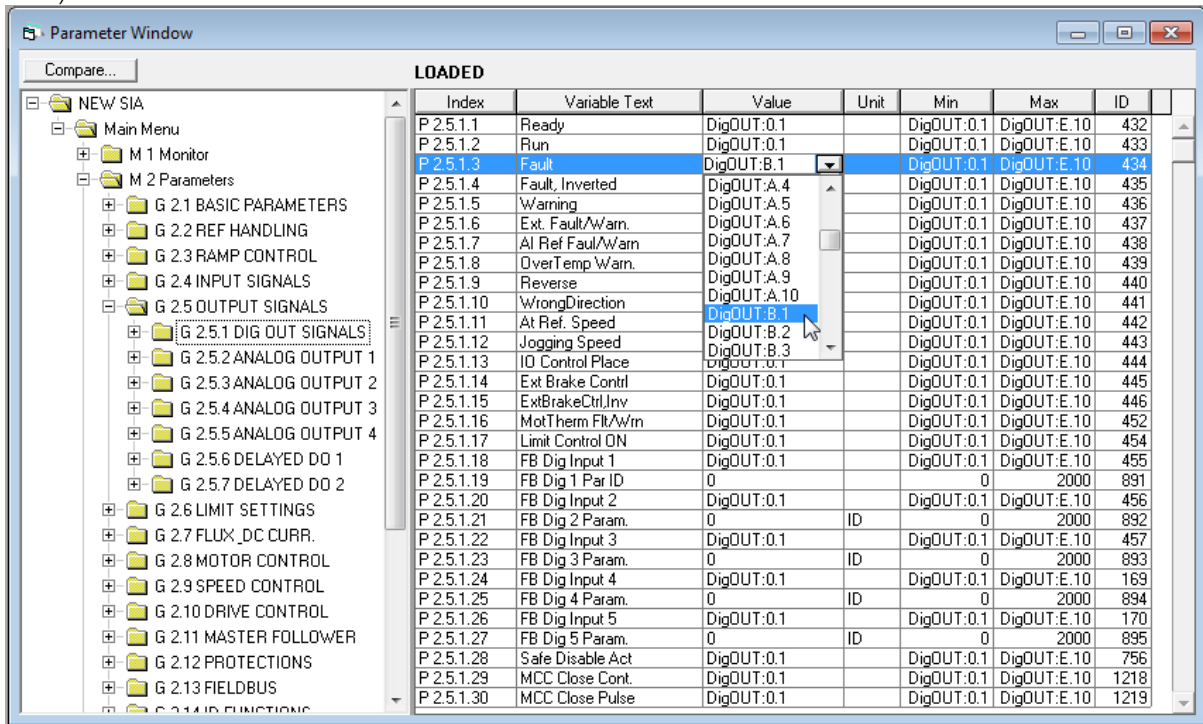 Parameter Window
Compare...
LOADED
NEW SIA
Main Menu
M 1 Monitor
M 2 Parameters
G 2.1 BASIC PARAMETERS
G 2.2 REF HANDLING
G 2.3 RAMP CONTROL
G 2.4 INPUT SIGNALS
G 2.5 OUTPUT SIGNALS
G 2.5.1 DIG OUT SIGNALS
G 2.5.2 ANALOG OUTPUT 1
G 2.5.3 ANALOG OUTPUT 2
G 2.5.4 ANALOG OUTPUT 3
G 2.5.5 ANALOG OUTPUT 4
G 2.5.6 DELAYED DO 1
G 2.5.7 DELAYED DO 2
G 2.6 LIMIT SETTINGS
G 2.7 FLUX_DC CURR.
G 2.8 MOTOR CONTROL
G 2.9 SPEED CONTROL
G 2.10 DRIVE CONTROL
G 2.11 MASTER FOLLOWER
G 2.12 PROTECTIONS
G 2.13 FIELDBUS
G 2.14 ID FUNCTIONS
Index Variable Text Value Unit Min Max ID
P 2.5.1.1 Ready DigOUT:0.1 DigOUT:0.1 DigOUT:E.10 432
P 2.5.1.2 Run DigOUT:0.1 DigOUT:0.1 DigOUT:E.10 433
P 2.5.1.3 Fault DigOUT:B.1 DigOUT:0.1 DigOUT:E.10 434
P 2.5.1.4 Fault, Inverted DigOUT:A.4 DigOUT:0.1 DigOUT:E.10 435
P 2.5.1.5 Warning DigOUT:A.5 DigOUT:0.1 DigOUT:E.10 436
P 2.5.1.6 Ext. Fault/Warn. DigOUT:A.6 DigOUT:0.1 DigOUT:E.10 437
P 2.5.1.7 AI Ref Faul/Warn DigOUT:A.7 DigOUT:0.1 DigOUT:E.10 438
P 2.5.1.8 OverTemp Warn. DigOUT:A.8 DigOUT:0.1 DigOUT:E.10 439
P 2.5.1.9 Reverse DigOUT:A.9 DigOUT:0.1 DigOUT:E.10 440
P 2.5.1.10 WrongDirection DigOUT:A.10 DigOUT:0.1 DigOUT:E.10 441
P 2.5.1.11 At Ref. Speed DigOUT:B.1 DigOUT:0.1 DigOUT:E.10 442
P 2.5.1.12 Jogging Speed DigOUT:B.2 DigOUT:0.1 DigOUT:E.10 443
DigOUT:B.3
P 2.5.1.13 IO Control Place DigOUT:0.1 DigOUT:0.1 DigOUT:E.10 444
P 2.5.1.14 Ext Brake Contrl DigOUT:0.1 DigOUT:0.1 DigOUT:E.10 445
P 2.5.1.15 ExtBrakeCtrl,Inv DigOUT:0.1 DigOUT:0.1 DigOUT:E.10 446
P 2.5.1.16 MotTherm Flt/Wrn DigOUT:0.1 DigOUT:0.1 DigOUT:E.10 452
P 2.5.1.17 Limit Control ON DigOUT:0.1 DigOUT:0.1 DigOUT:E.10 454
P 2.5.1.18 FB Dig Input 1 DigOUT:0.1 DigOUT:0.1 DigOUT:E.10 455
P 2.5.1.19 FB Dig 1 Par ID 0 0 2000 891
P 2.5.1.20 FB Dig Input 2 DigOUT:0.1 DigOUT:0.1 DigOUT:E.10 456
P 2.5.1.21 FB Dig 2 Param. 0 ID 0 2000 892
P 2.5.1.22 FB Dig Input 3 DigOUT:0.1 DigOUT:0.1 DigOUT:E.10 457
P 2.5.1.23 FB Dig 3 Param. 0 ID 0 2000 893
P 2.5.1.24 FB Dig Input 4 DigOUT:0.1 DigOUT:0.1 DigOUT:E.10 169
P 2.5.1.25 FB Dig 4 Param. 0 ID 0 2000 894
P 2.5.1.26 FB Dig Input 5 DigOUT:0.1 DigOUT:0.1 DigOUT:E.10 170
P 2.5.1.27 FB Dig 5 Param. 0 ID 0 2000 895
P 2.5.1.28 Safe Disable Act DigOUT:0.1 DigOUT:0.1 DigOUT:E.10 756
P 2.5.1.29 MCC Close Cont. DigOUT:0.1 DigOUT:0.1 DigOUT:E.10 1218
P 2.5.1.30 MCC Close Pulse DigOUT:0.1 DigOUT:0.1 DigOUT:E.10 1219